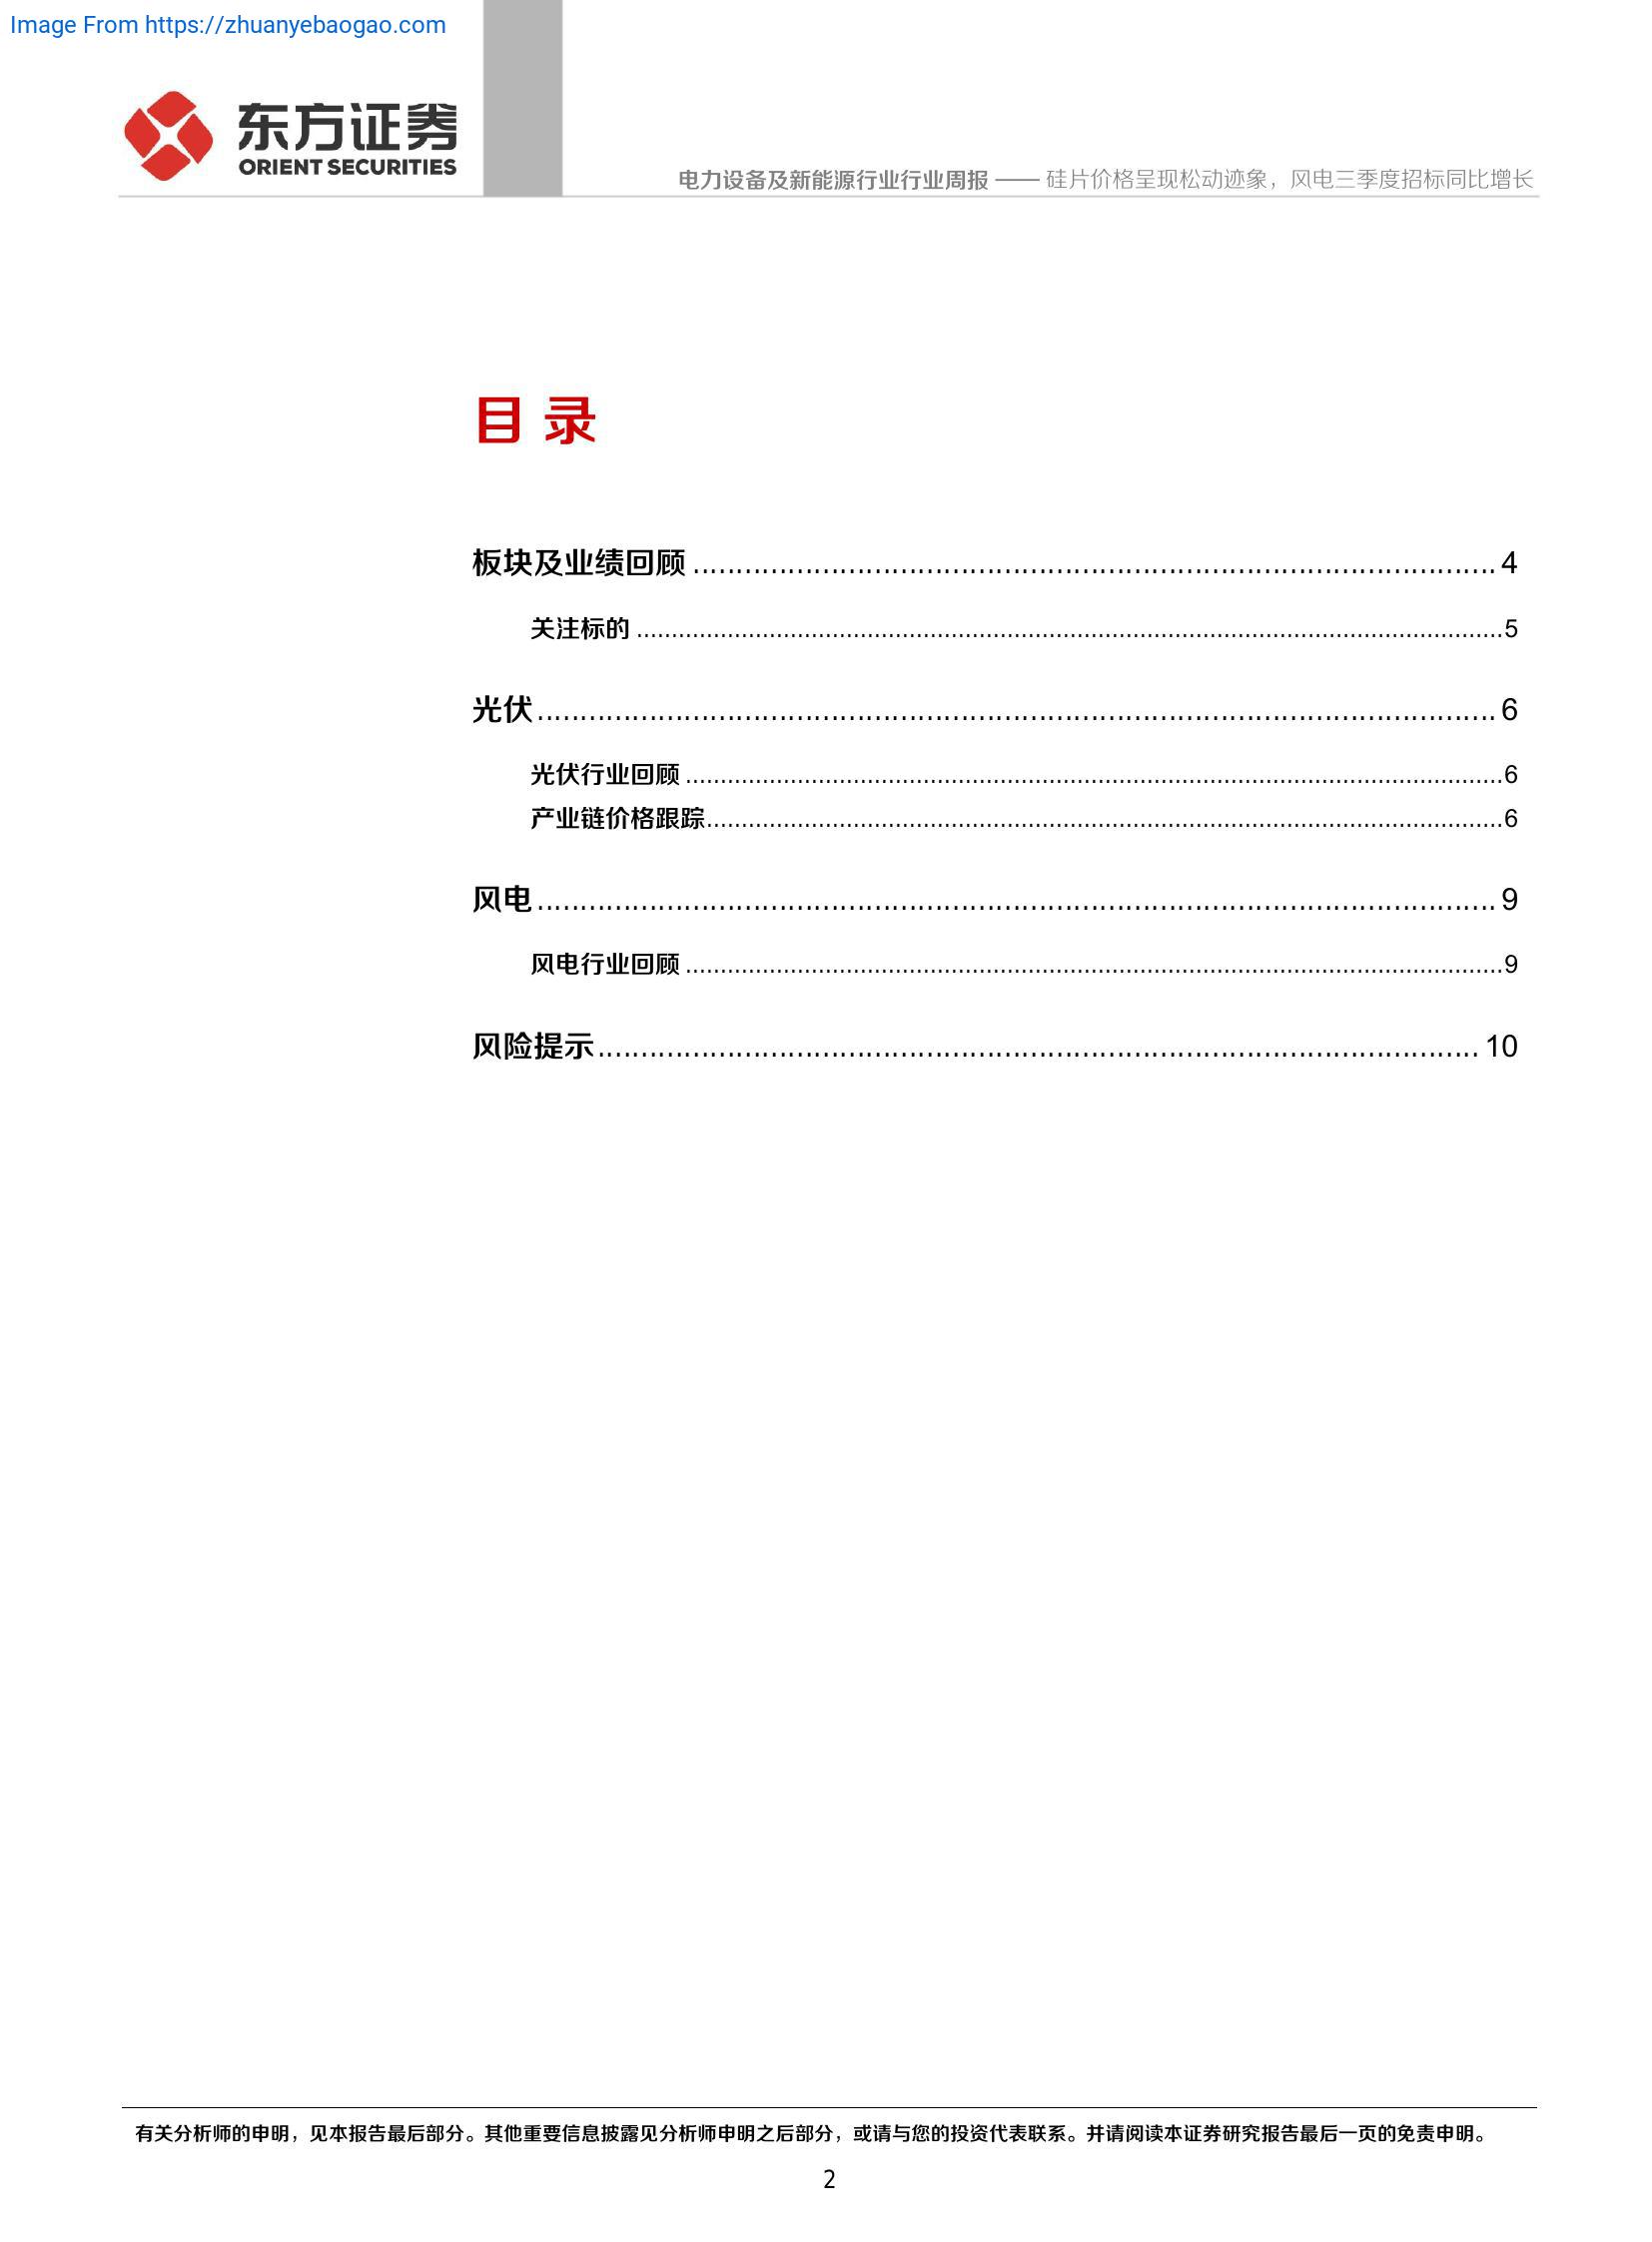 Image From https://zhuanyebaogao.com
东方证券
ORIENT SECURITIES
电力设备及新能源行业行业周报 —— 硅片价格呈现松动迹象，风电三季度招标同比增长
目 录
板块及业绩回顾 ........................................................................................... 4
关注标的 ........................................................................................................................5
光伏 ............................................................................................................. 6
光伏行业回顾 .................................................................................................................6
产业链价格跟踪..............................................................................................................6
风电 ............................................................................................................. 9
风电行业回顾 .................................................................................................................9
风险提示 .................................................................................................... 10
有关分析师的申明，见本报告最后部分。其他重要信息披露见分析师申明之后部分，或请与您的投资代表联系。并请阅读本证券研究报告最后一页的免责申明。
2